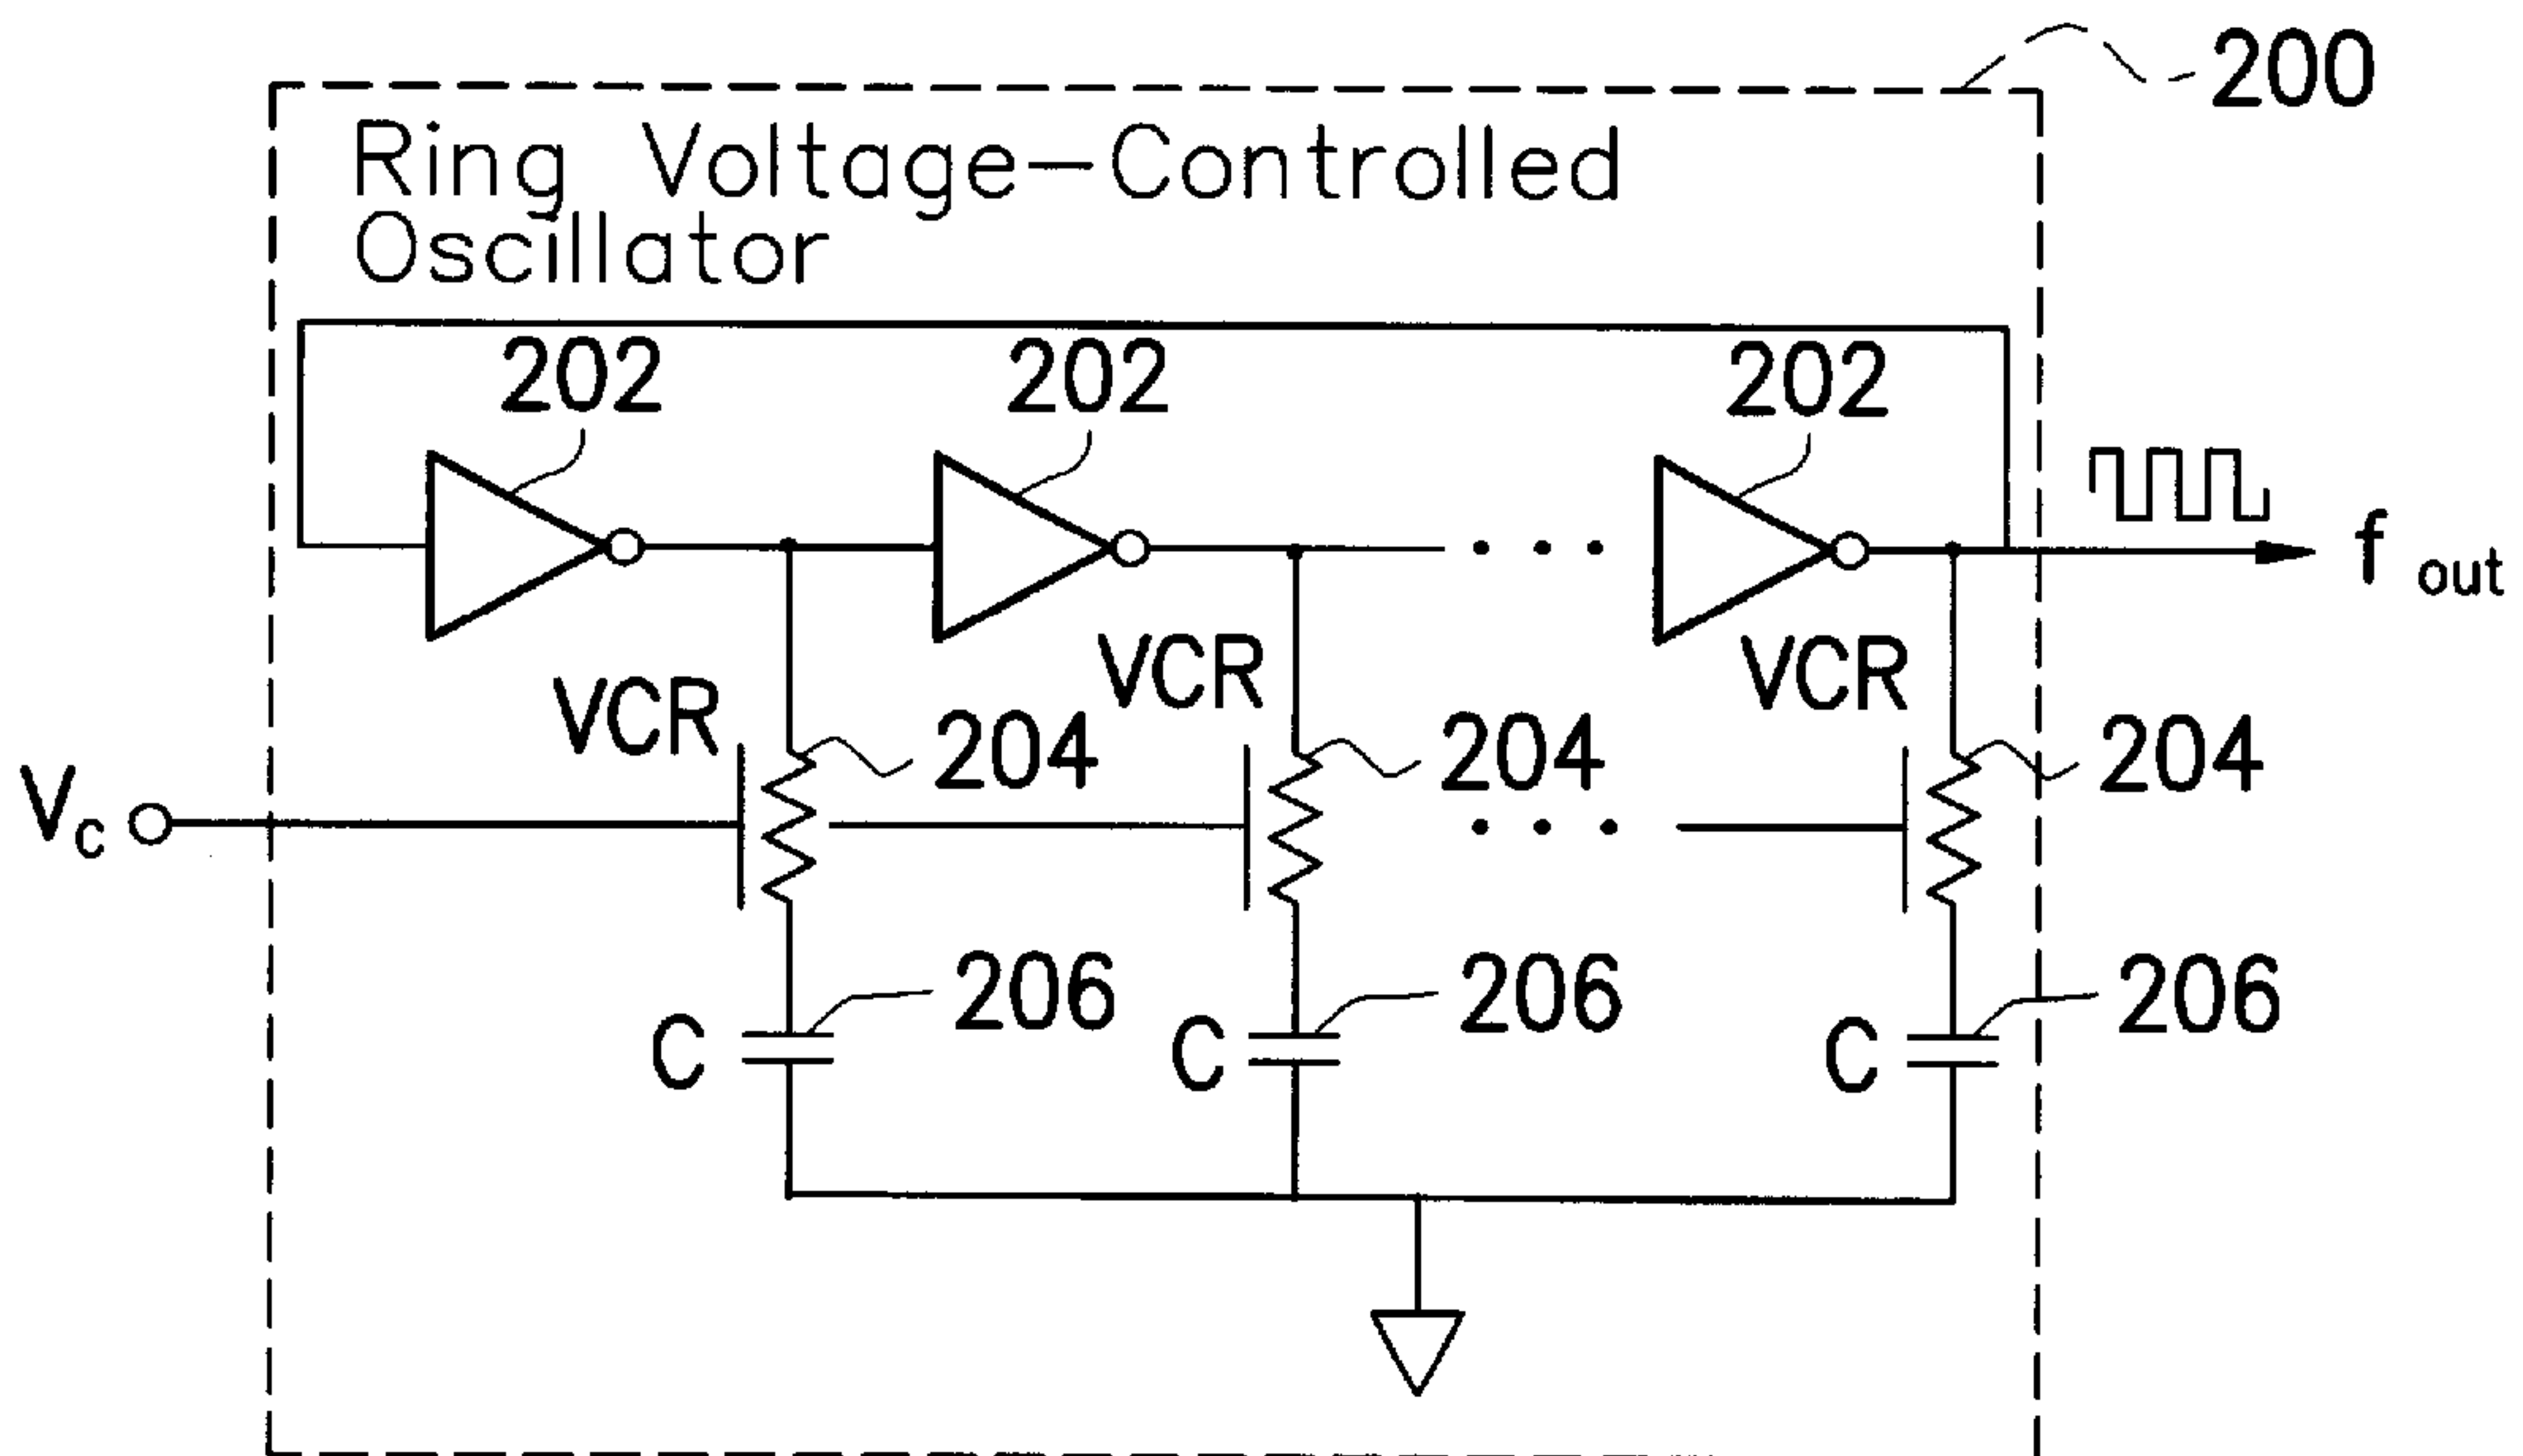 200
Ring Voltage-Controlled
Oscillator
202
202
202
f out
VCR
VCR
VCR
204
204
204
Vc
206
206
206
C
C
C